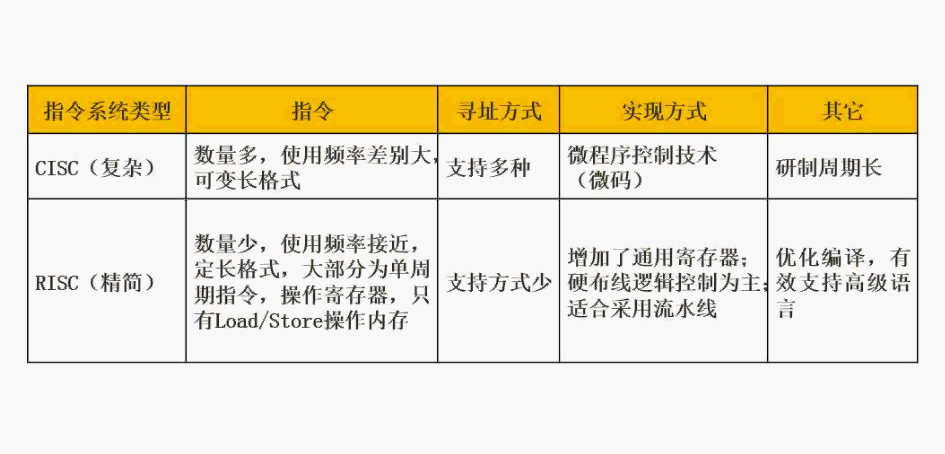 指令系统类型
指令
寻址方式
实现方式
其它
CISC（复杂）
数量多，使用频率差别大，
可变长格式
支持多种
微程序控制技术
（微码）
研制周期长
RISC（精简）
数量少，使用频率接近，
定长格式，大部分为单周
期指令，操作寄存器，只
有Load/Store操作内存
支持方式少
增加了通用寄存器；
硬布线逻辑控制为主；
适合采用流水线
优化编译，有
效支持高级语
言